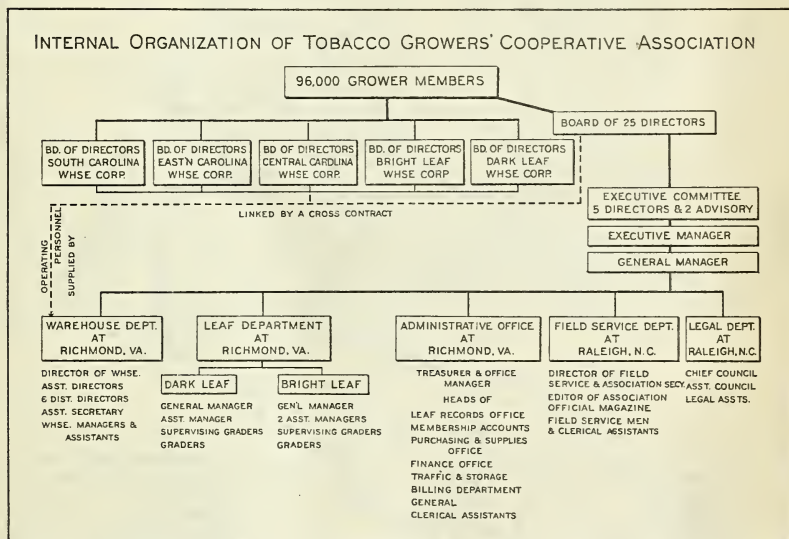 INTERNAL ORGANIZATION OF TOBACCO GROWERS' COOPERATIVE ASSOCIATION
96,000 GROWER MEMBERS
BOARD OF 25 DIRECTORS
BD. OF DIRECTORS
SOUTH CAROLINA
WHSE CORP.
BD. OF DIRECTORS
EAST'N CAROLINA
WHSE CORP.
BD OF DIRECTORS
CENTRAL CAROLINA
WHSE CORP.
BD. OF DIRECTORS
BRIGHT LEAF
WHSE CORP
BD. OF DIRECTORS
DARK LEAF
WHSE CORP.
LINKED BY A CROSS CONTRACT
OPERATING
PERSONNEL
SUPPLIED BY
EXECUTIVE COMMITTEE
5 DIRECTORS & 2 ADVISORY
EXECUTIVE MANAGER
GENERAL MANAGER
WAREHOUSE DEPT.
AT
RICHMOND, VA.
DIRECTOR OF WHSE.
ASST. DIRECTORS
6 DIST. DIRECTORS
ASST. SECRETARY
WHSE. MANAGERS &
ASSISTANTS
LEAF DEPARTMENT
AT
RICHMOND, VA.
DARK LEAF
GENERAL MANAGER
ASST. MANAGER
SUPERVISING GRADERS
GRADERS
BRIGHT LEAF
GEN'L MANAGER
2 ASST. MANAGERS
SUPERVISING GRADERS
GRADERS
ADMINISTRATIVE OFFICE
AT
RICHMOND, VA.
TREASURER & OFFICE
MANAGER
HEADS OF
LEAF RECORDS OFFICE
MEMBERSHIP ACCOUNTS
PURCHASING & SUPPLIES
OFFICE
FINANCE OFFICE
TRAFFIC & STORAGE
BILLING DEPARTMENT
GENERAL
CLERICAL ASSISTANTS
FIELD SERVICE DEPT.
AT
RALEIGH, N.C.
DIRECTOR OF FIELD
SERVICE & ASSOCIATION SECY.
EDITOR OF ASSOCIATION
OFFICIAL MAGAZINE
FIELD SERVICE MEN
& CLERICAL ASSISTANTS
LEGAL DEPT.
AT
RALEIGH, N.C.
CHIEF COUNCIL
ASST. COUNCIL
LEGAL ASSTS.